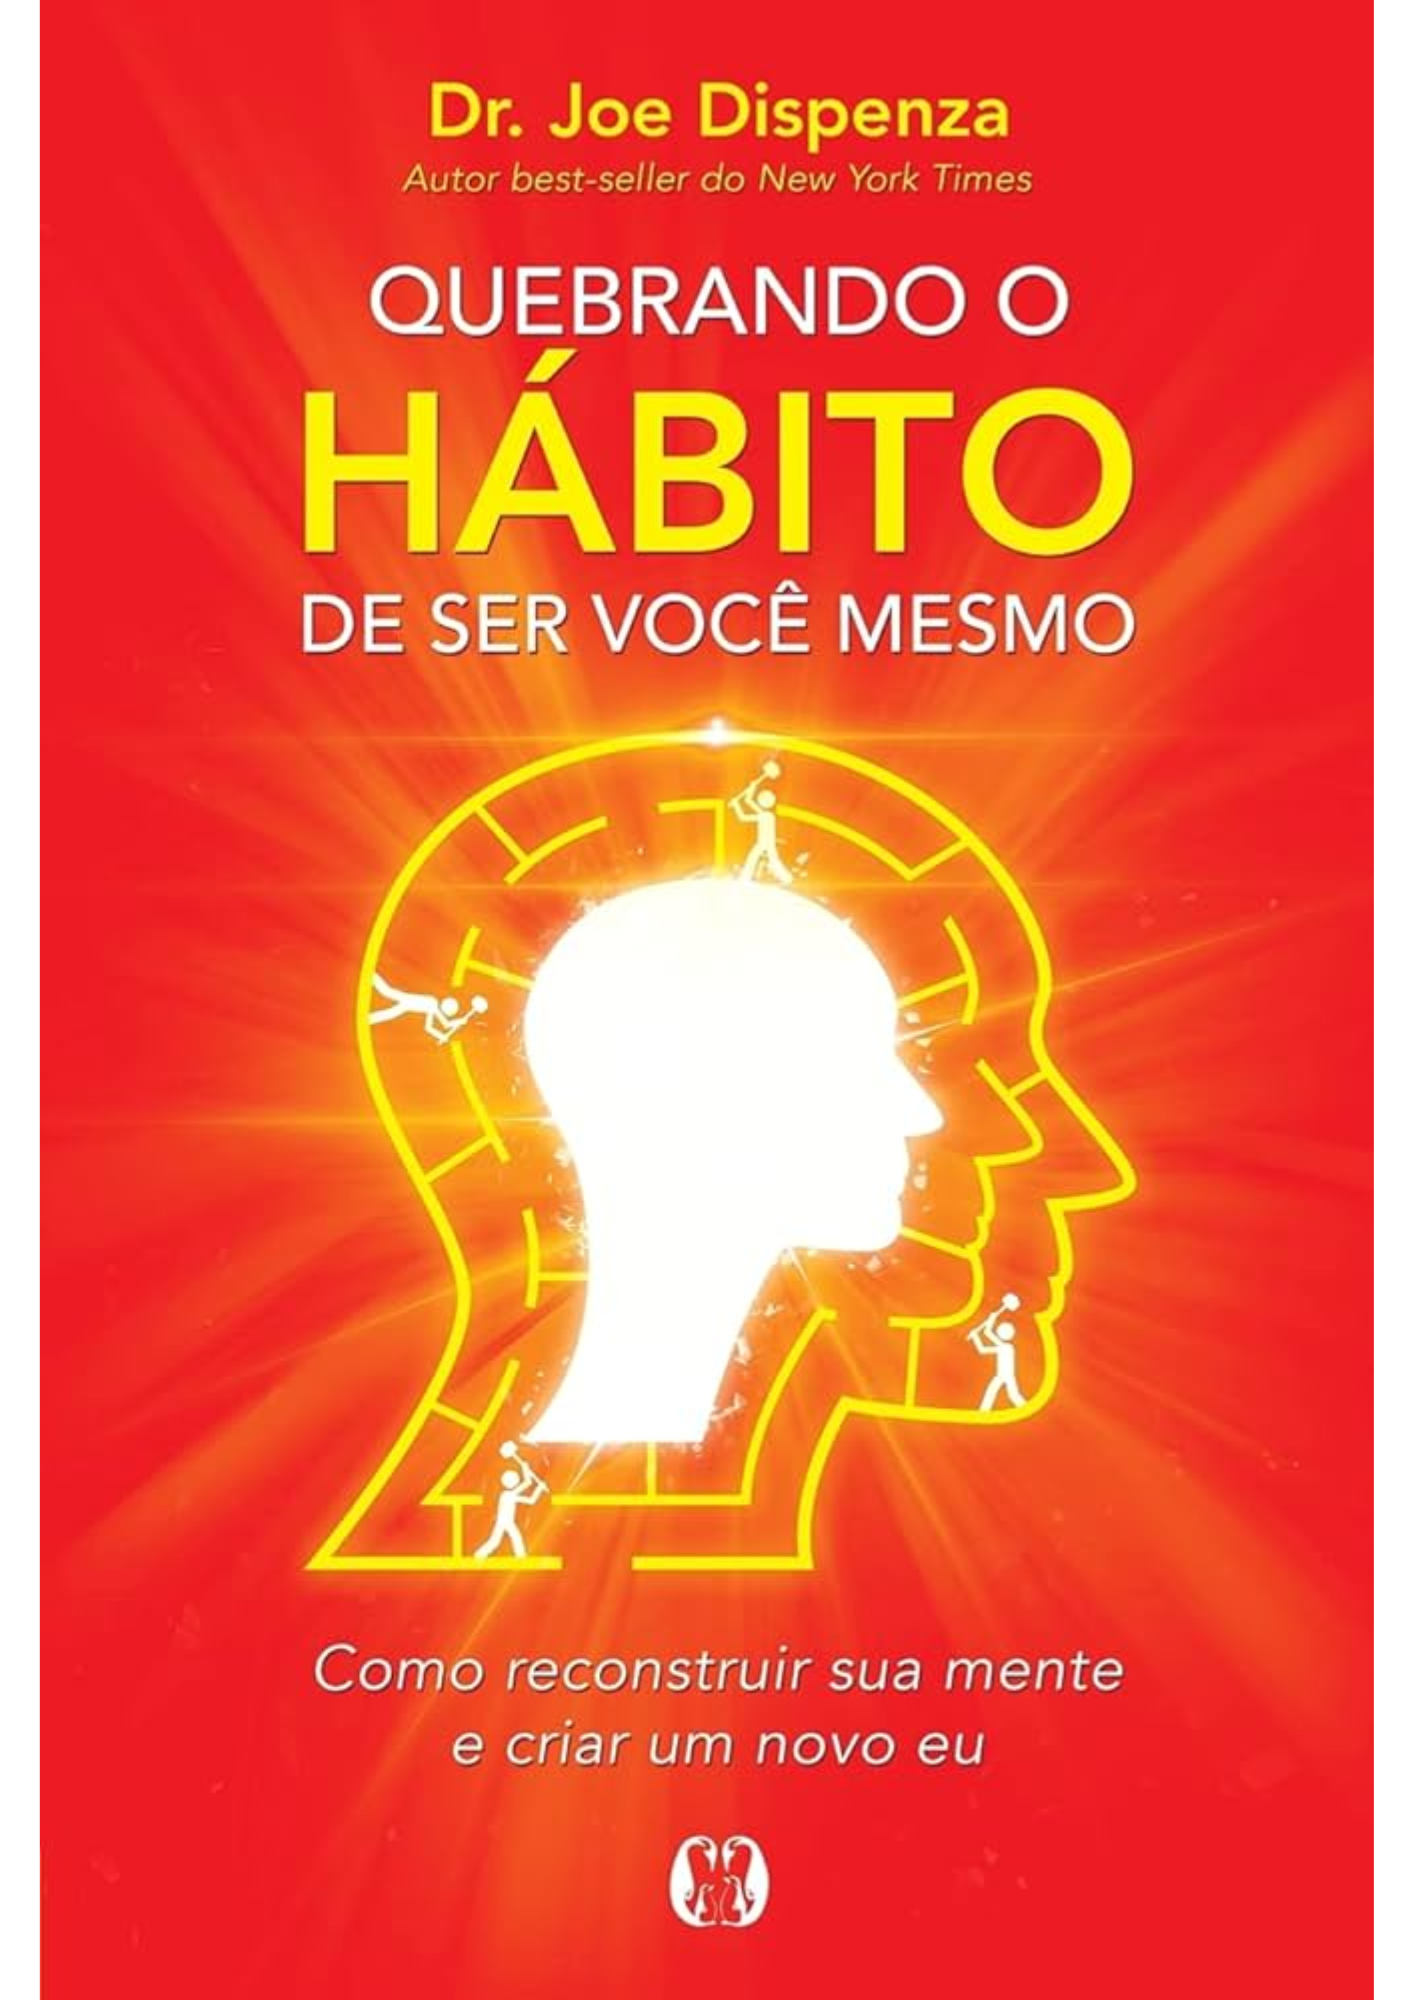 Dr. Joe Dispenza
Autor best-seller do New York Times
QUEBRANDO O
HÁBITO
DE SER VOCÊ MESMO
Como reconstruir sua mente
e criar um novo eu